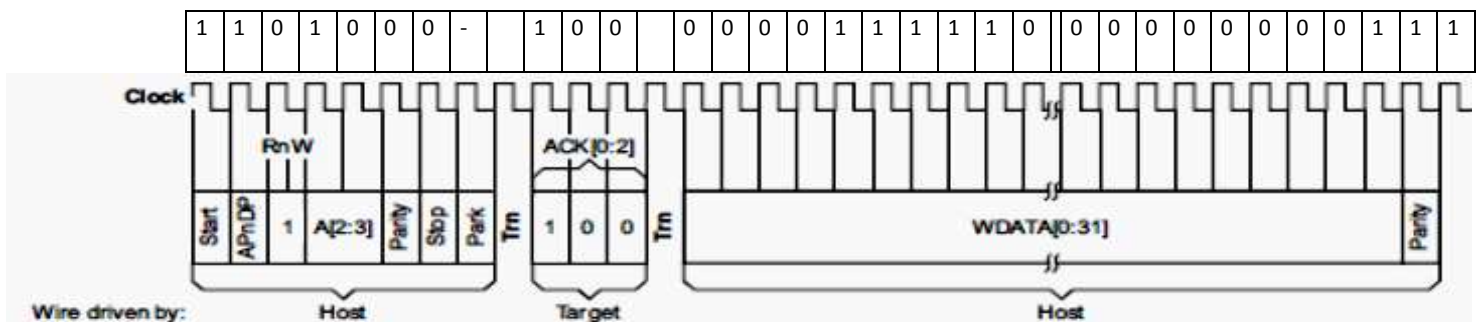 1 1 0 1 0 0 0 - 1 0 0 0 0 0 0 1 1 1 1 1 0 0 0 0 0 0 0 0 0 1 1 1
Clock
RnW ACK[0:2]
Start APnDP 1 A[2:3] Parity Stop Park Trn 1 0 0 Trn WDATA[0:31] Parity
Wire driven by: Host Target Host